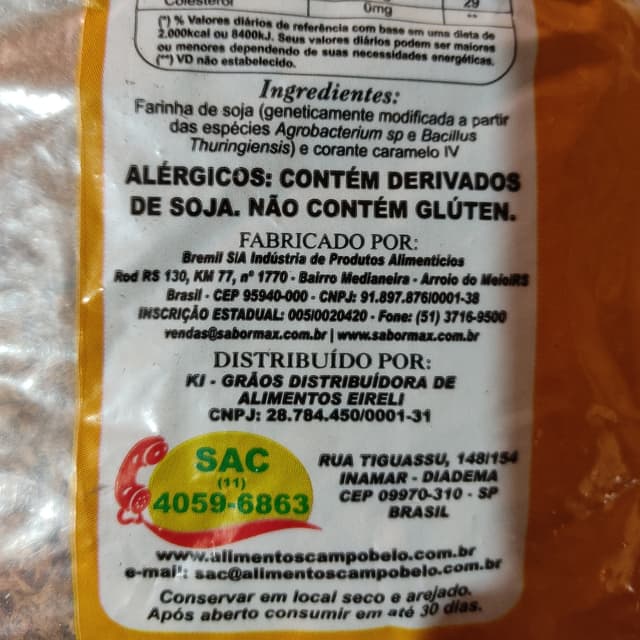 Colesterol 0mg **
(*) % Valores diários de referência com base em uma dieta de
2.000kcal ou 8400kJ. Seus valores diários podem ser maiores
ou menores dependendo de suas necessidades energéticas.
(**) VD não estabelecido.
Ingredientes:
Farinha de soja (geneticamente modificada a partir
das espécies Agrobacterium sp e Bacillus
Thuringiensis) e corante caramelo IV
ALÉRGICOS: CONTÉM DERIVADOS
DE SOJA. NÃO CONTÉM GLÚTEN.
FABRICADO POR:
Bremil S/A Indústria de Produtos Alimentícios
Rod RS 130, KM 77, nº 1770 - Bairro Medianeira - Arroio do Meio/RS
Brasil - CEP 95940-000 - CNPJ: 91.897.876/0001-38
INSCRIÇÃO ESTADUAL: 005/0020420 - Fone: (51) 3716-9500
vendas@sabormax.com.br | www.sabormax.com.br
DISTRIBUÍDO POR:
KI - GRÃOS DISTRIBUÍDORA DE
ALIMENTOS EIRELI
CNPJ: 28.784.450/0001-31
SAC
(11)
4059-6863
RUA TIGUASSU, 148/154
INAMAR - DIADEMA
CEP 09970-310 - SP
BRASIL
www.alimentoscampobelo.com.br
e-mail: sac@alimentoscampobelo.com.br
Conservar em local seco e arejado.
Após aberto consumir em até 30 dias.